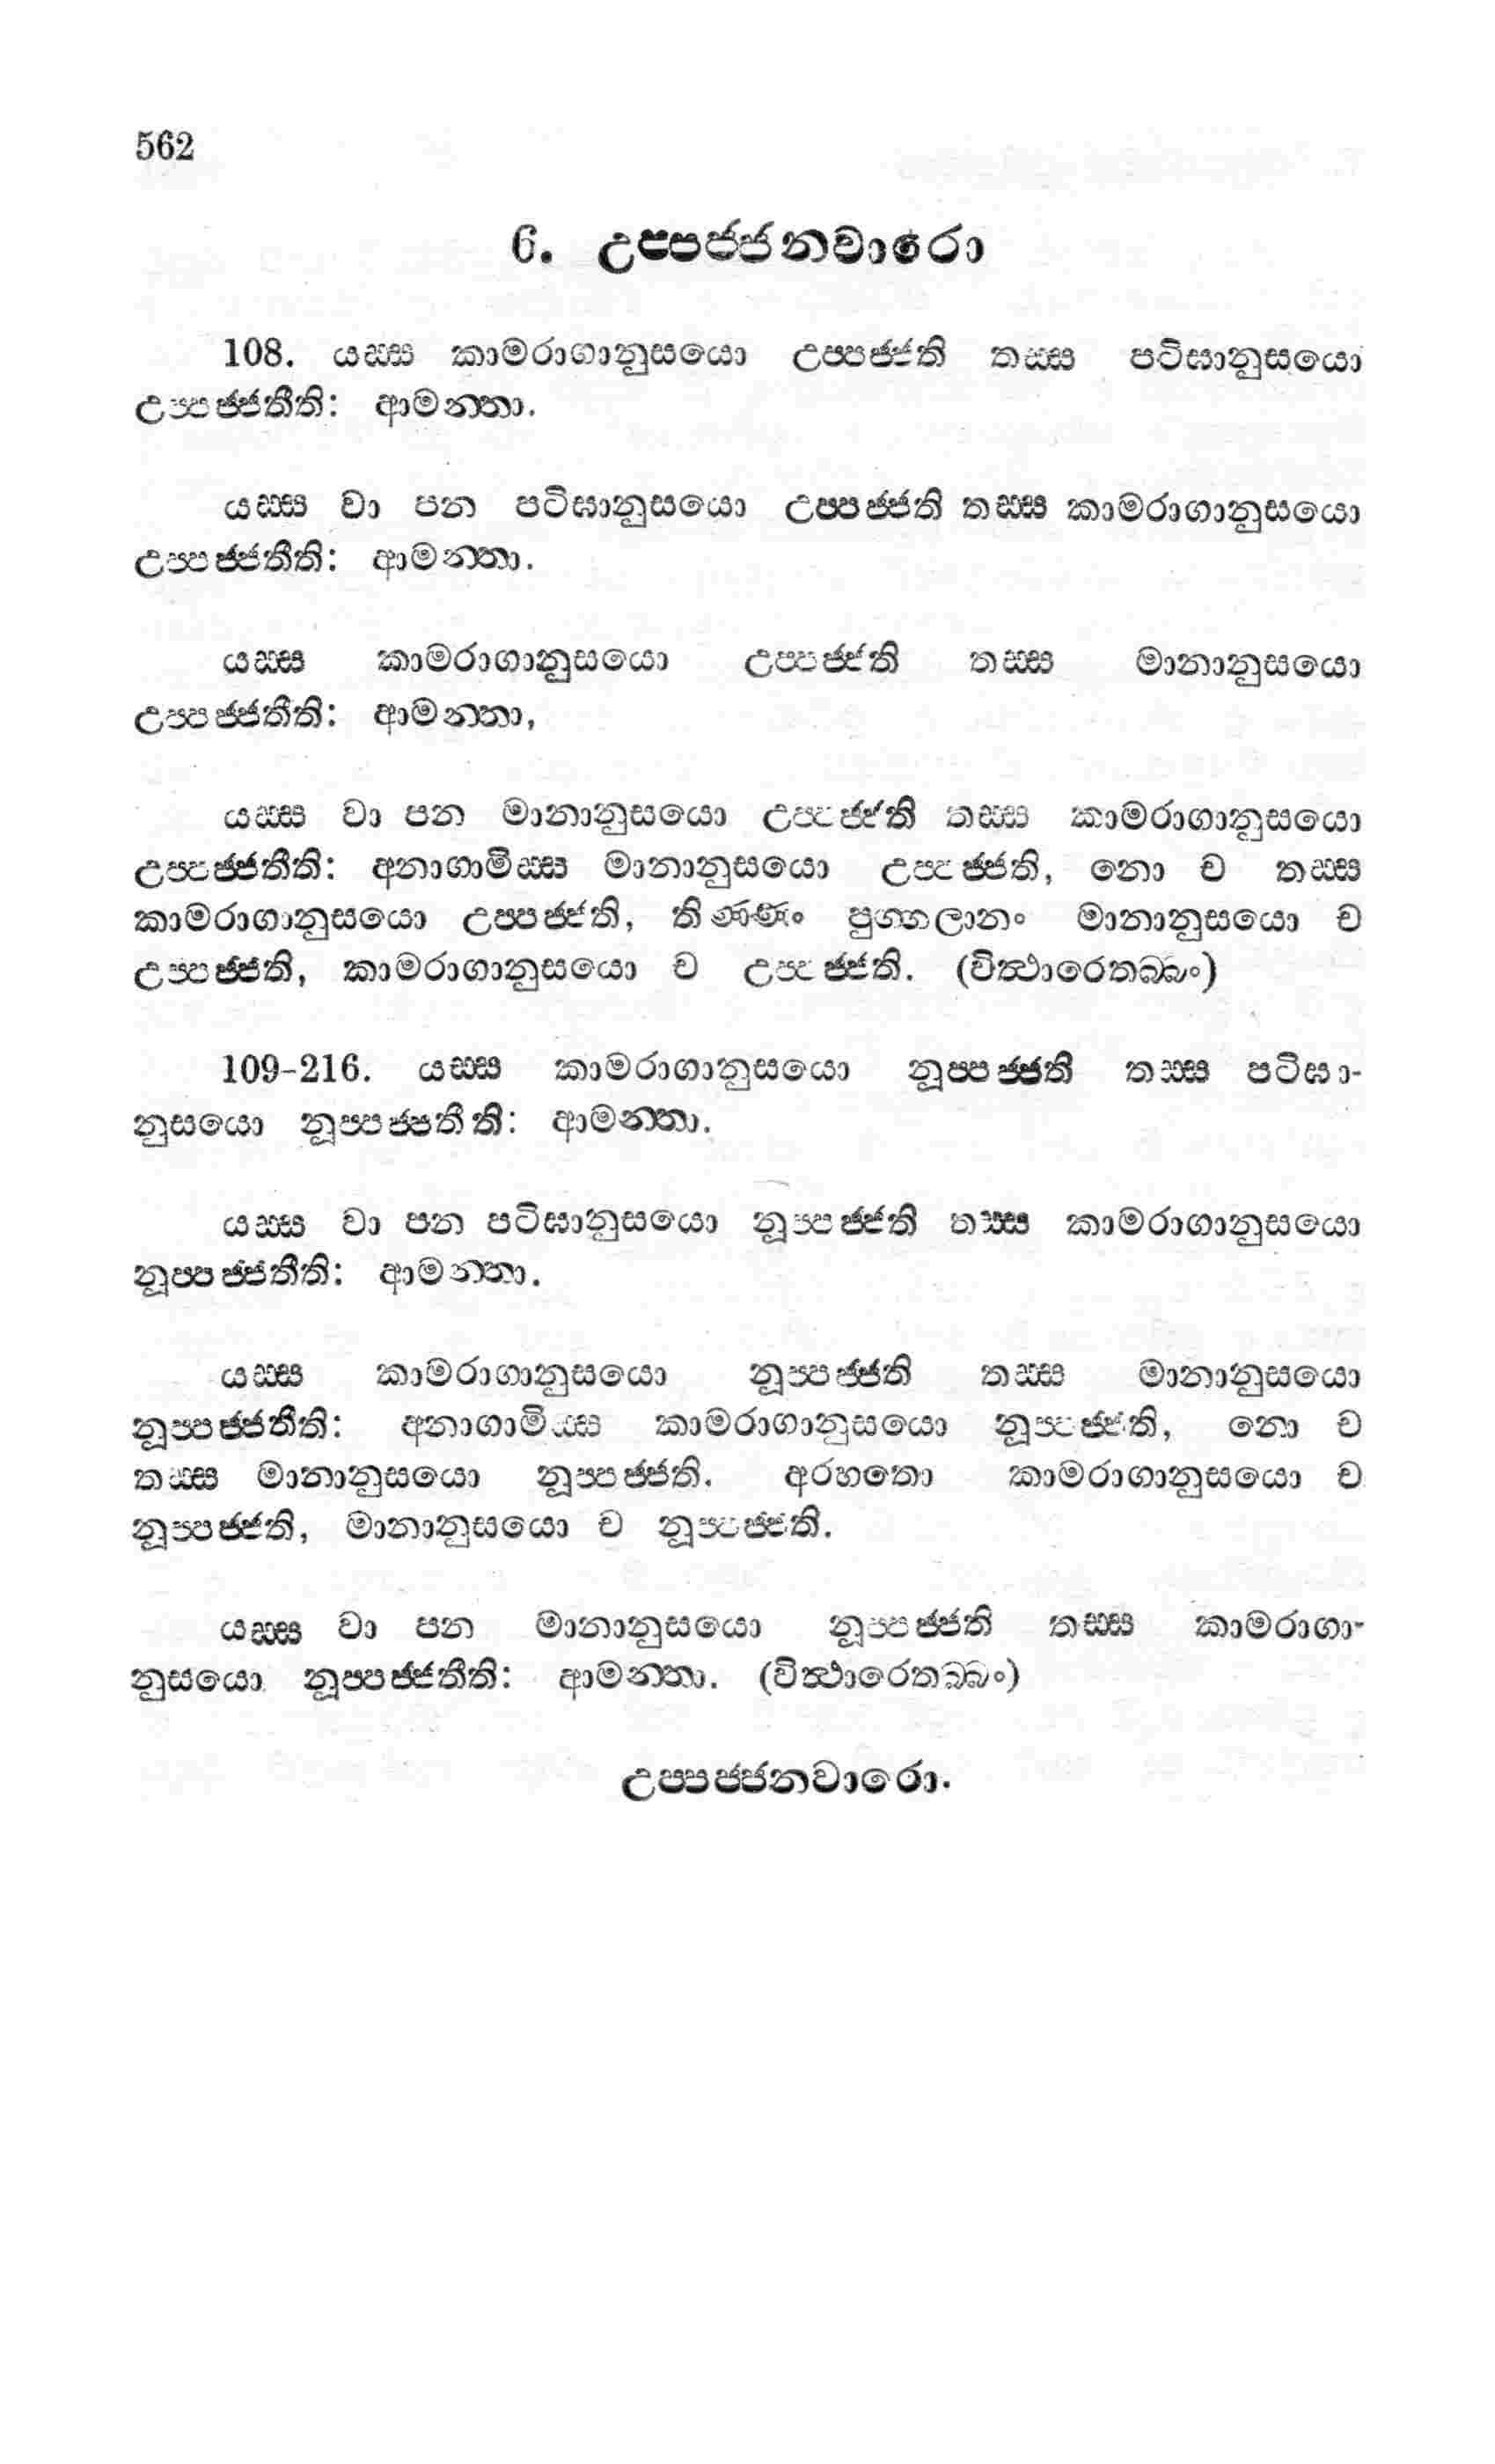 562
6. උප්පජ්ජනවාරො
108. යස්ස කාමරාගානුසයො උප්පජ්ජති තස්ස පටිඝානුසයො
උප්පජ්ජතීති: ආමන්තා.
යස්ස වා පන පටිඝානුසයො උප්පජ්ජති තස්ස කාමරාගානුසයො
උප්පජ්ජතීති: ආමන්තා.
යස්ස කාමරාගානුසයො උප්පජ්ජති තස්ස මානානුසයො
උප්පජ්ජතීති: ආමන්තා,
යස්ස වා පන මානානුසයො උප්පජ්ජති තස්ස කාමරාගානුසයො
උප්පජ්ජතීති: අනාගාමිස්ස මානානුසයො උප්පජ්ජති, නො ච තස්ස
කාමරාගානුසයො උප්පජ්ජති, තිණ්ණං පුග්ගලානං මානානුසයො ච
උප්පජ්ජති, කාමරාගානුසයො ච උප්පජ්ජති. (විත්ථාරෙතබ්බං)
109-216. යස්ස කාමරාගානුසයො නූප්පජ්ජති තස්ස පටිඝා-
නුසයො නූප්පජ්පතීති: ආමන්තා.
යස්ස වා පන පටිඝානුසයො නූප්පජ්ජති තස්ස කාමරාගානුසයො
නූප්පජ්ජතීති: ආමන්තා.
යස්ස කාමරාගානුසයො නූප්පජ්ජති තස්ස මානානුසයො
නූප්පජ්ජතීති: අනාගාමිස්ස කාමරාගානුසයො නූප්පජ්ජති, නො ච
තස්ස මානානුසයො නූප්පජ්ජති. අරහතො කාමරාගානුසයො ච
නූප්පජ්ජති, මානානුසයො ච නූප්පජ්ජති.
යස්ස වා පන මානානුසයො නූප්පජ්ජති තස්ස කාමරාගා-
නුසයො නූප්පජ්ජතීති: ආමන්තා. (විත්ථාරෙතබ්බං)
උප්පජ්ජනවාරො.